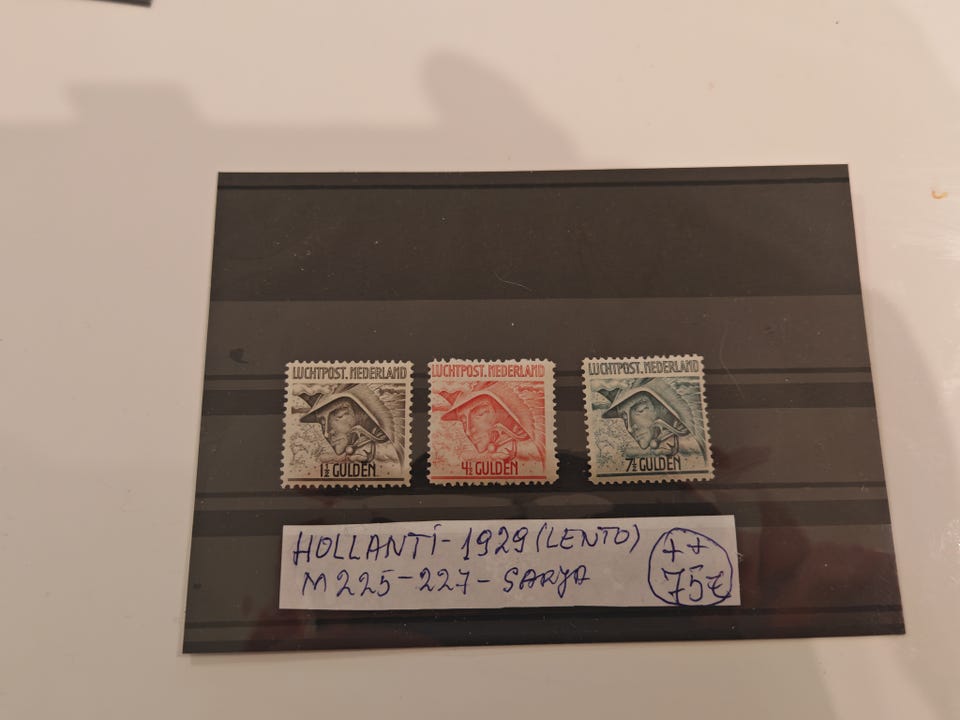 LUCHTPOST. NEDERLAND
1½ GULDEN
LUCHTPOST. NEDERLAND
4½ GULDEN
LUCHTPOST. NEDERLAND
7½ GULDEN
HOLLANTI - 1929 (LENTO)
M 225-227 - SARJA
++
75€